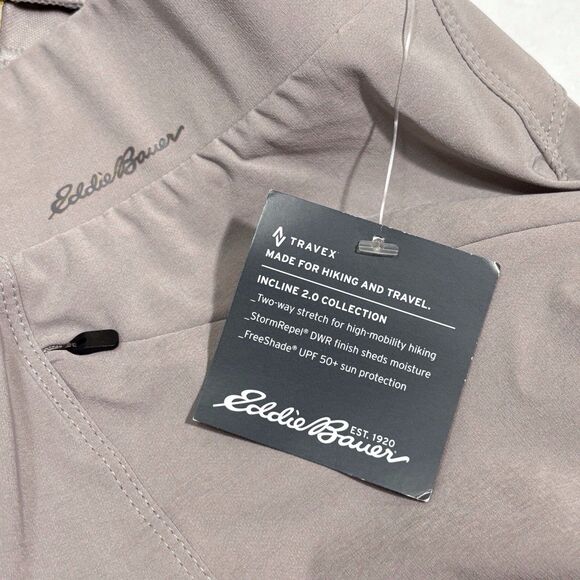 Eddie Bauer
TRAVEX®
MADE FOR HIKING AND TRAVEL.
INCLINE 2.0 COLLECTION
_Two-way stretch for high-mobility hiking
_StormRepel® DWR finish sheds moisture
_FreeShade® UPF 50+ sun protection
Eddie Bauer®
EST. 1920